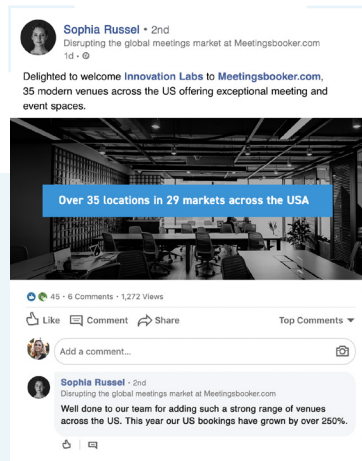 Sophia Russel • 2nd
Disrupting the global meetings market at Meetingsbooker.com
1d •
Delighted to welcome Innovation Labs to Meetingsbooker.com,
35 modern venues across the US offering exceptional meeting and
event spaces.
Over 35 locations in 29 markets across the USA
45 • 6 Comments • 1,272 Views
Like Comment Share Top Comments
Add a comment...
Sophia Russel • 2nd
Disrupting the global meetings market at Meetingsbooker.com
Well done to our team for adding such a strong range of venues
across the US. This year our US bookings have grown by over 250%.